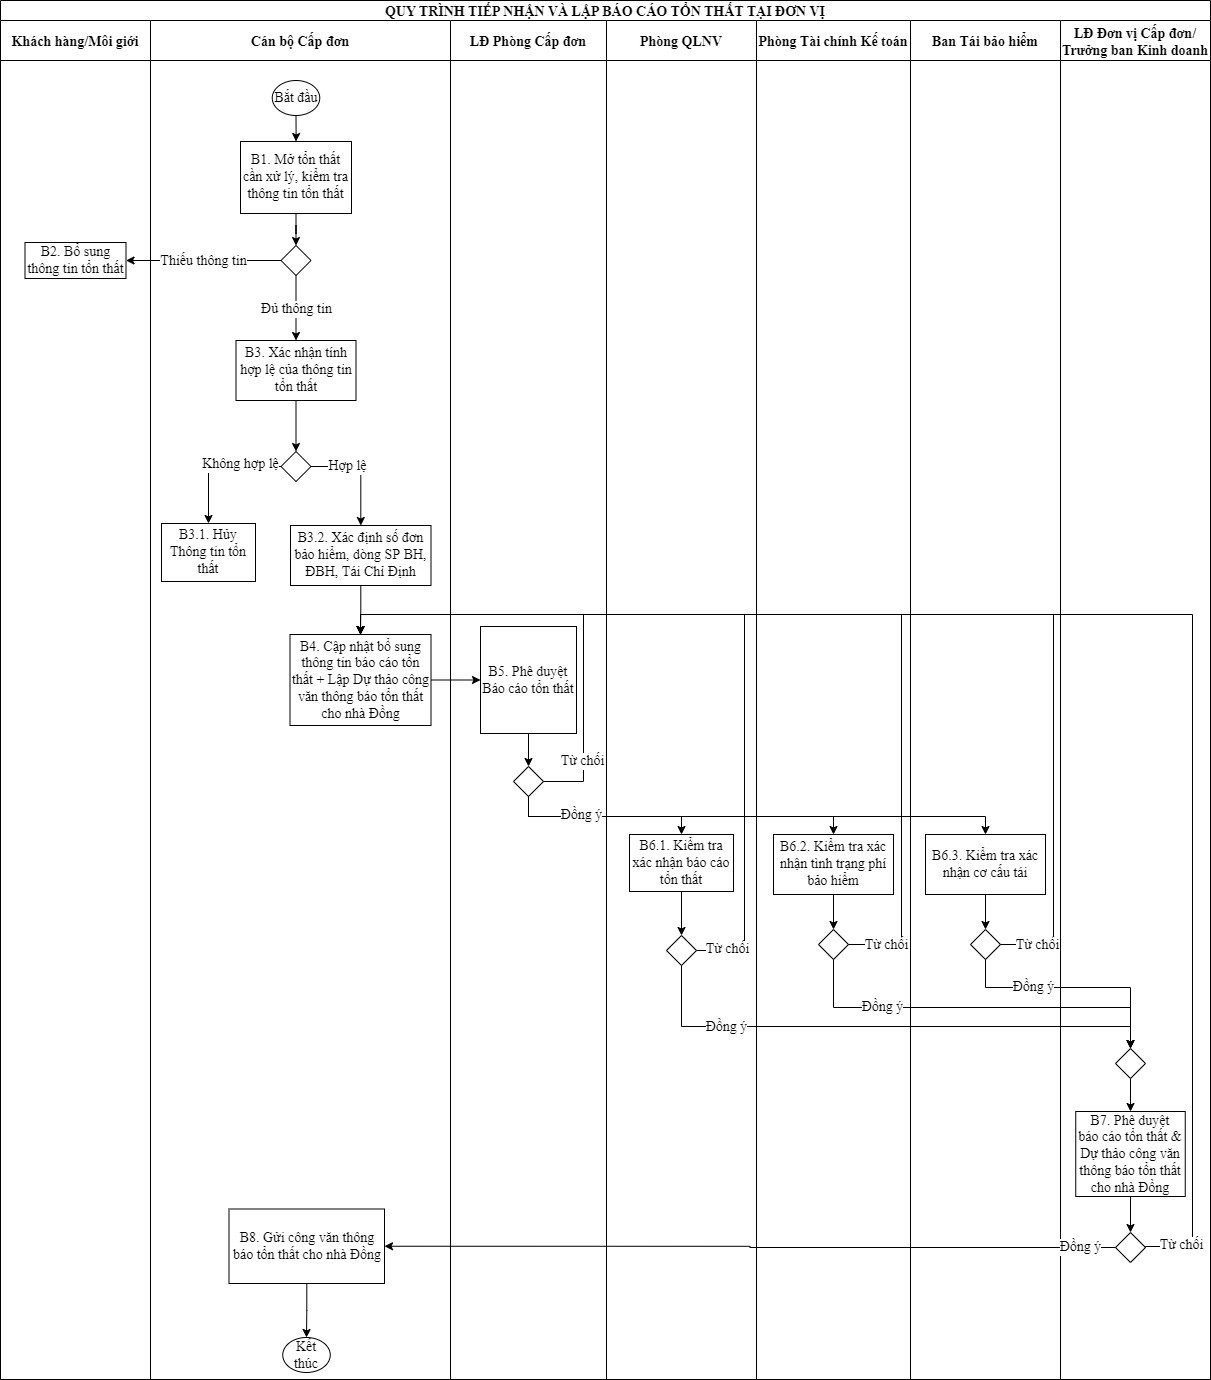 QUY TRÌNH TIẾP NHẬN VÀ LẬP BÁO CÁO TỔN THẤT TẠI ĐƠN VỊ
Khách hàng/Môi giới
Cán bộ Cấp đơn
LĐ Phòng Cấp đơn
Phòng QLNV
Phòng Tài chính Kế toán
Ban Tái bảo hiểm
LĐ Đơn vị Cấp đơn/
Trưởng ban Kinh doanh
Bắt đầu
B1. Mở tổn thất
cần xử lý, kiểm tra
thông tin tổn thất
B2. Bổ sung
thông tin tổn thất
Thiếu thông tin
Đủ thông tin
B3. Xác nhận tính
hợp lệ của thông tin
tổn thất
Không hợp lệ
Hợp lệ
B3.1. Hủy
Thông tin tổn
thất
B3.2. Xác định số đơn
bảo hiểm, dòng SP BH,
ĐBH, Tái Chỉ Định
B4. Cập nhật bổ sung
thông tin báo cáo tổn
thất + Lập Dự thảo công
văn thông báo tổn thất
cho nhà Đồng
B5. Phê duyệt
Báo cáo tổn thất
Từ chối
Đồng ý
B6.1. Kiểm tra
xác nhận báo cáo
tổn thất
B6.2. Kiểm tra xác
nhận tình trạng phí
bảo hiểm
B6.3. Kiểm tra xác
nhận cơ cấu tái
Từ chối
Từ chối
Từ chối
Đồng ý
Đồng ý
Đồng ý
B7. Phê duyệt
báo cáo tổn thất &
Dự thảo công văn
thông báo tổn thất
cho nhà Đồng
B8. Gửi công văn thông
báo tổn thất cho nhà Đồng
Đồng ý
Từ chối
Kết
thúc